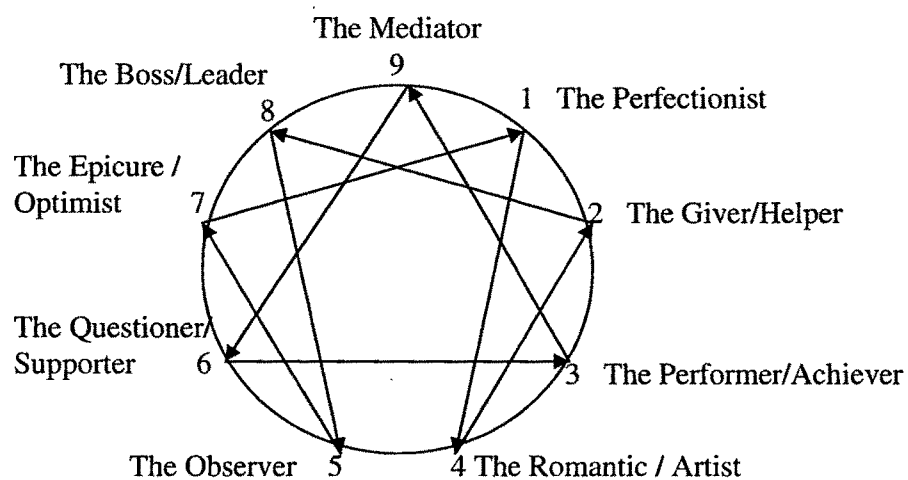 The Mediator
9
The Boss/Leader
8
1 The Perfectionist
The Epicure /
Optimist
7
2 The Giver/Helper
The Questioner/
Supporter
6
3 The Performer/Achiever
The Observer 5
4 The Romantic / Artist